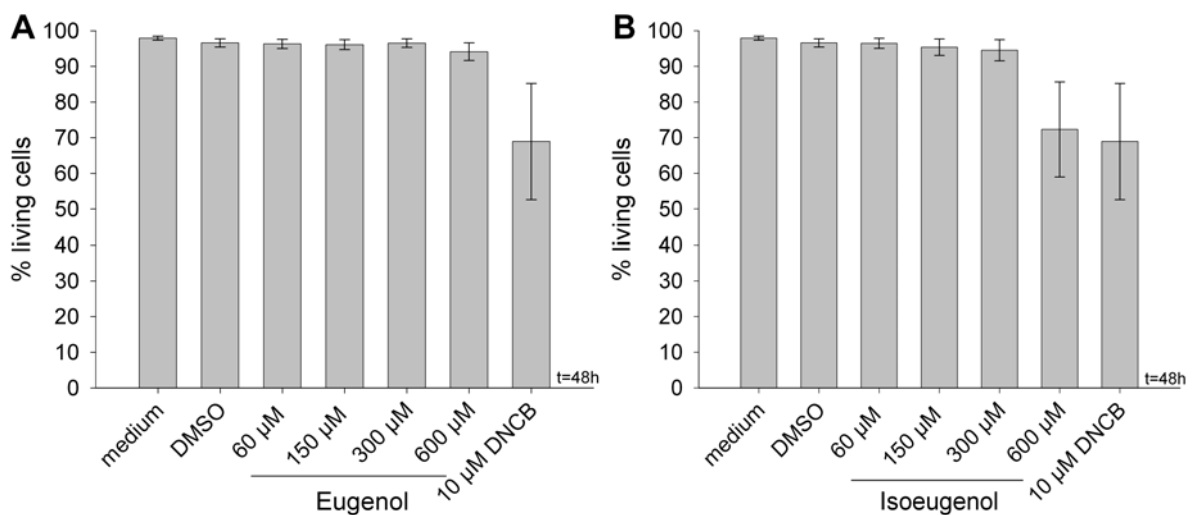 A
% living cells
100
90
80
70
60
50
40
30
20
10
0
t=48h
medium
DMSO
60 µM
150 µM
300 µM
600 µM
10 µM DNCB
Eugenol
B
% living cells
100
90
80
70
60
50
40
30
20
10
0
t=48h
medium
DMSO
60 µM
150 µM
300 µM
600 µM
10 µM DNCB
Isoeugenol